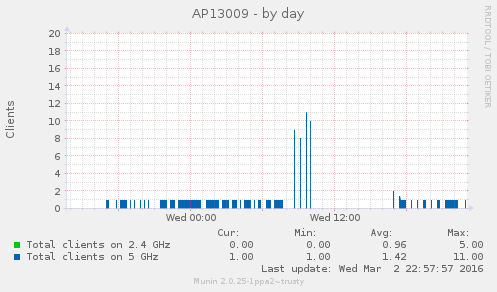 AP13009 - by day
RRDTOOL / TOBI OETIKER
Clients
20
18
16
14
12
10
8
6
4
2
0
Wed 00:00 Wed 12:00
Cur: Min: Avg: Max:
Total clients on 2.4 GHz 0.00 0.00 0.96 5.00
Total clients on 5 GHz 1.00 1.00 1.42 11.00
Last update: Wed Mar 2 22:57:57 2016
Munin 2.0.25-1ppa2~trusty